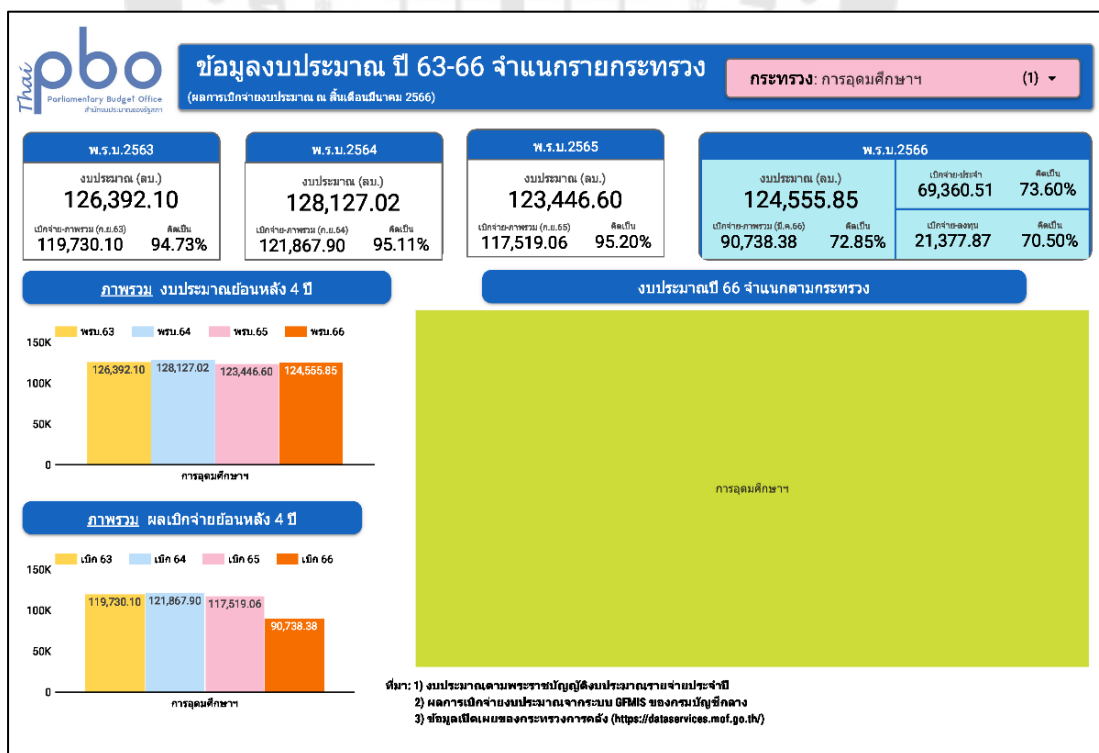 Thai pbo
Parliamentary Budget Office
สำนักงบประมาณของรัฐสภา
ข้อมูลงบประมาณ ปี 63-66 จำแนกรายกระทรวง
(ผลการเบิกจ่ายงบประมาณ ณ สิ้นเดือนมีนาคม 2566)
กระทรวง: การอุดมศึกษาฯ (1)
พ.ร.บ.2563
งบประมาณ (ลบ.)
126,392.10
เบิกจ่าย-ภาพรวม (ก.ย.63) คิดเป็น
119,730.10 94.73%
พ.ร.บ.2564
งบประมาณ (ลบ.)
128,127.02
เบิกจ่าย-ภาพรวม (ก.ย.64) คิดเป็น
121,867.90 95.11%
พ.ร.บ.2565
งบประมาณ (ลบ.)
123,446.60
เบิกจ่าย-ภาพรวม (ก.ย.65) คิดเป็น
117,519.06 95.20%
พ.ร.บ.2566
งบประมาณ (ลบ.)
124,555.85
เบิกจ่าย-ภาพรวม (มี.ค.66) คิดเป็น
90,738.38 72.85%
เบิกจ่าย-ประจำ คิดเป็น
69,360.51 73.60%
เบิกจ่าย-ลงทุน คิดเป็น
21,377.87 70.50%
ภาพรวม งบประมาณย้อนหลัง 4 ปี
พรบ.63 พรบ.64 พรบ.65 พรบ.66
150K
100K
50K
0
126,392.10 128,127.02 123,446.60 124,555.85
การอุดมศึกษาฯ
ภาพรวม ผลเบิกจ่ายย้อนหลัง 4 ปี
เบิก 63 เบิก 64 เบิก 65 เบิก 66
150K
100K
50K
0
119,730.10 121,867.90 117,519.06 90,738.38
การอุดมศึกษาฯ
งบประมาณปี 66 จำแนกตามกระทรวง
การอุดมศึกษาฯ
ที่มา: 1) งบประมาณตามพระราชบัญญัติงบประมาณรายจ่ายประจำปี
2) ผลการเบิกจ่ายงบประมาณจากระบบ GFMIS ของกรมบัญชีกลาง
3) ข้อมูลเปิดเผยของกระทรวงการคลัง (https://dataservices.mof.go.th/)